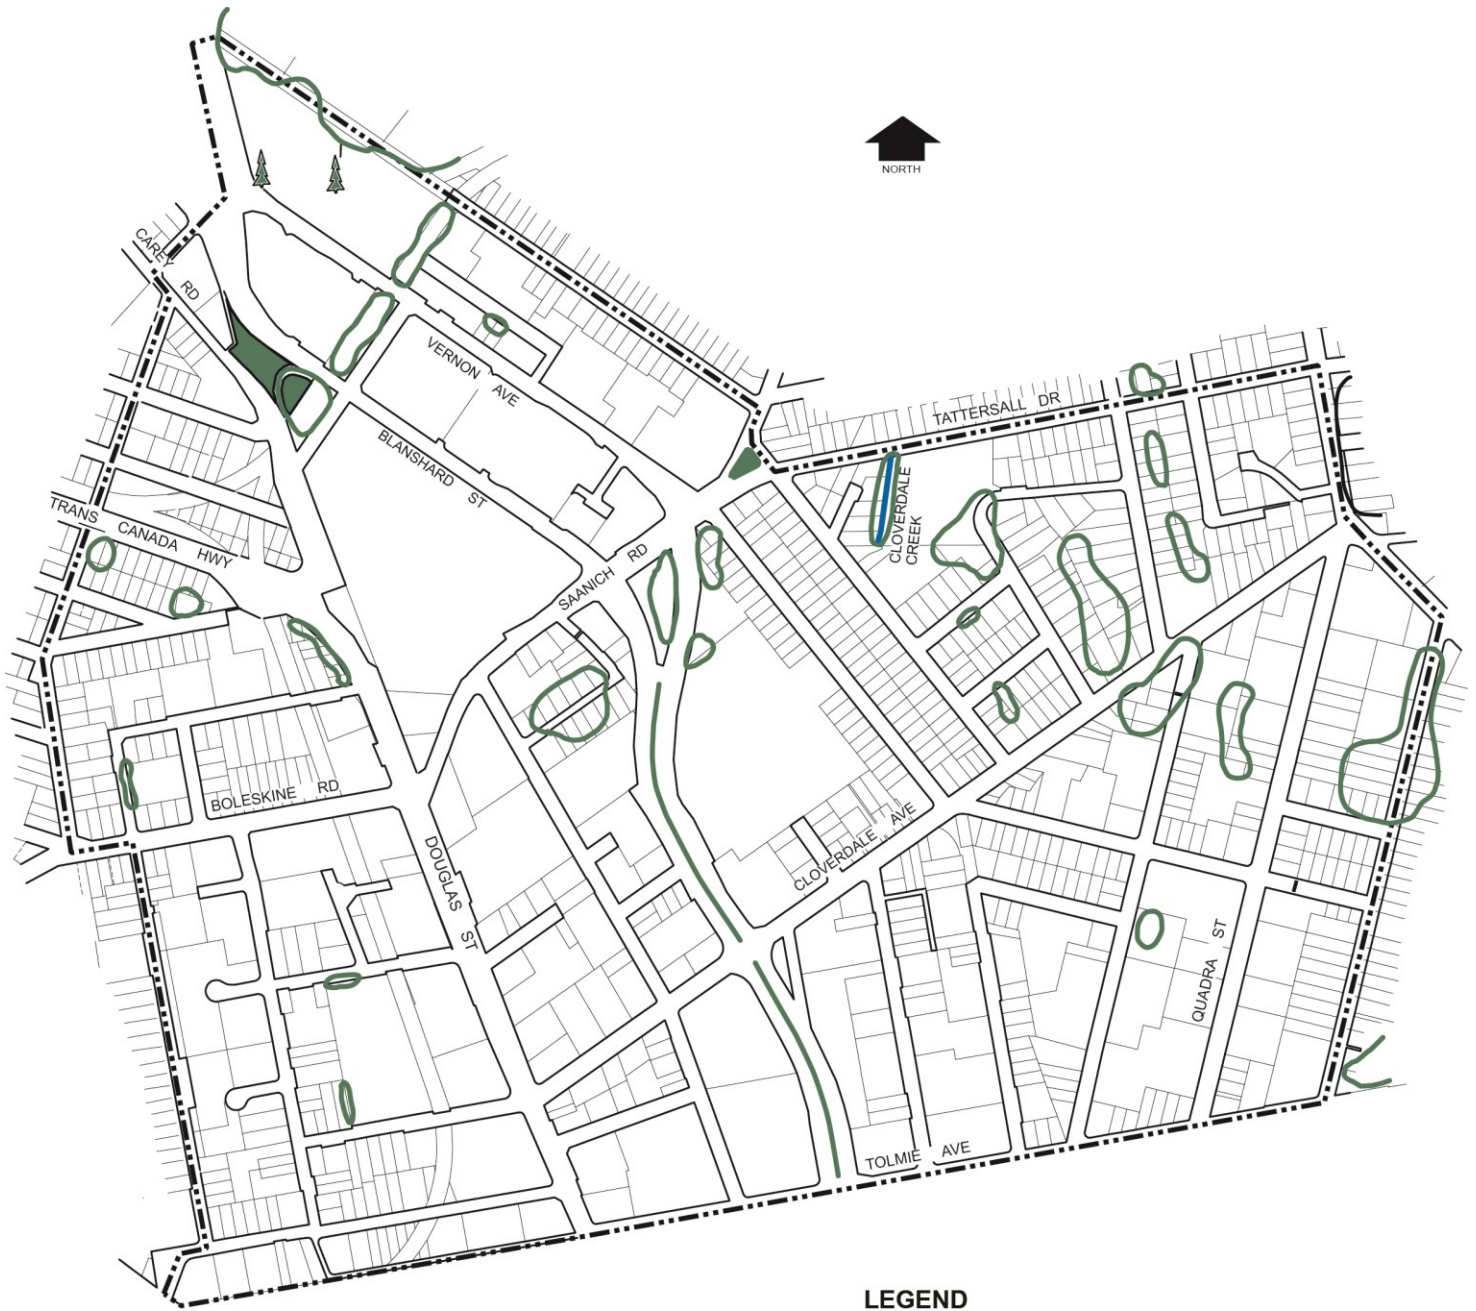 NORTH
CAREY RD
VERNON AVE
TATTERSALL DR
BLANSHARD ST
CLOVERDALE
CREEK
TRANS CANADA HWY
SAANICH RD
BOLESKINE RD
DOUGLAS ST
CLOVERDALE AVE
QUADRA ST
TOLMIE AVE
LEGEND